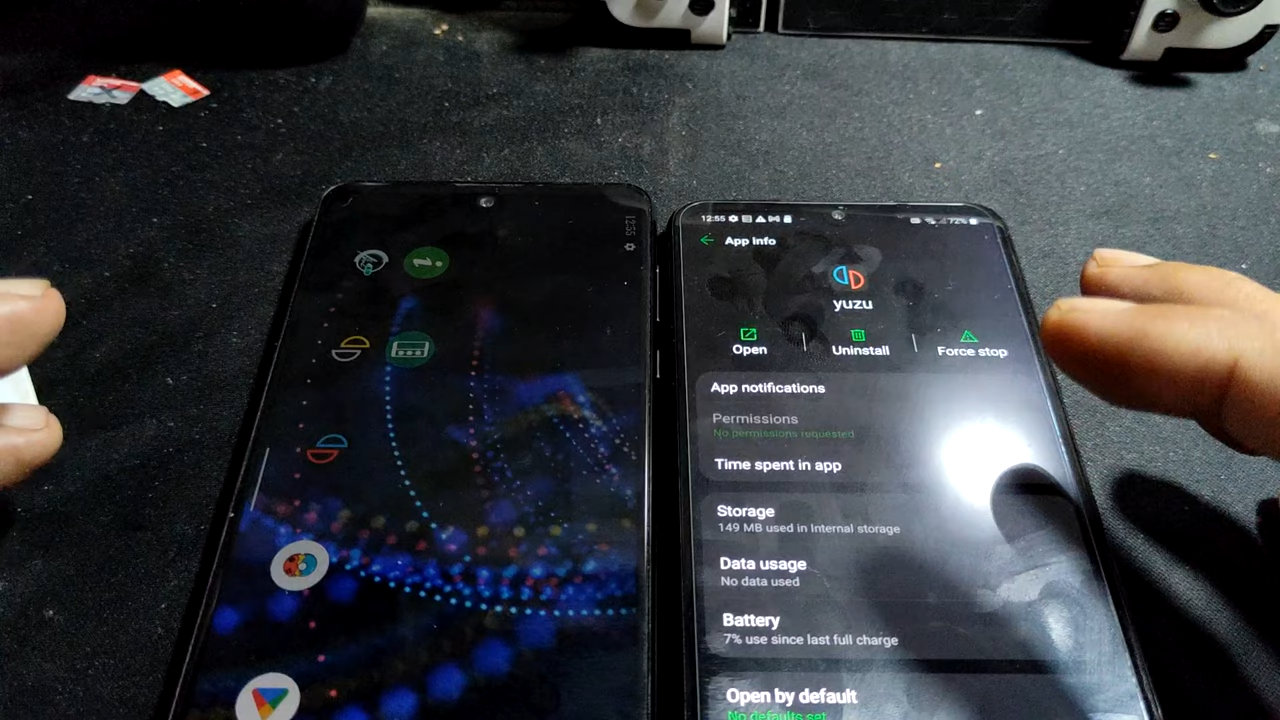 12:55
12:55
72%
App info
yuzu
Open
Uninstall
Force stop
App notifications
Permissions
No permissions requested
Time spent in app
Storage
149 MB used in Internal storage
Data usage
No data used
Battery
7% use since last full charge
Open by default
No defaults set